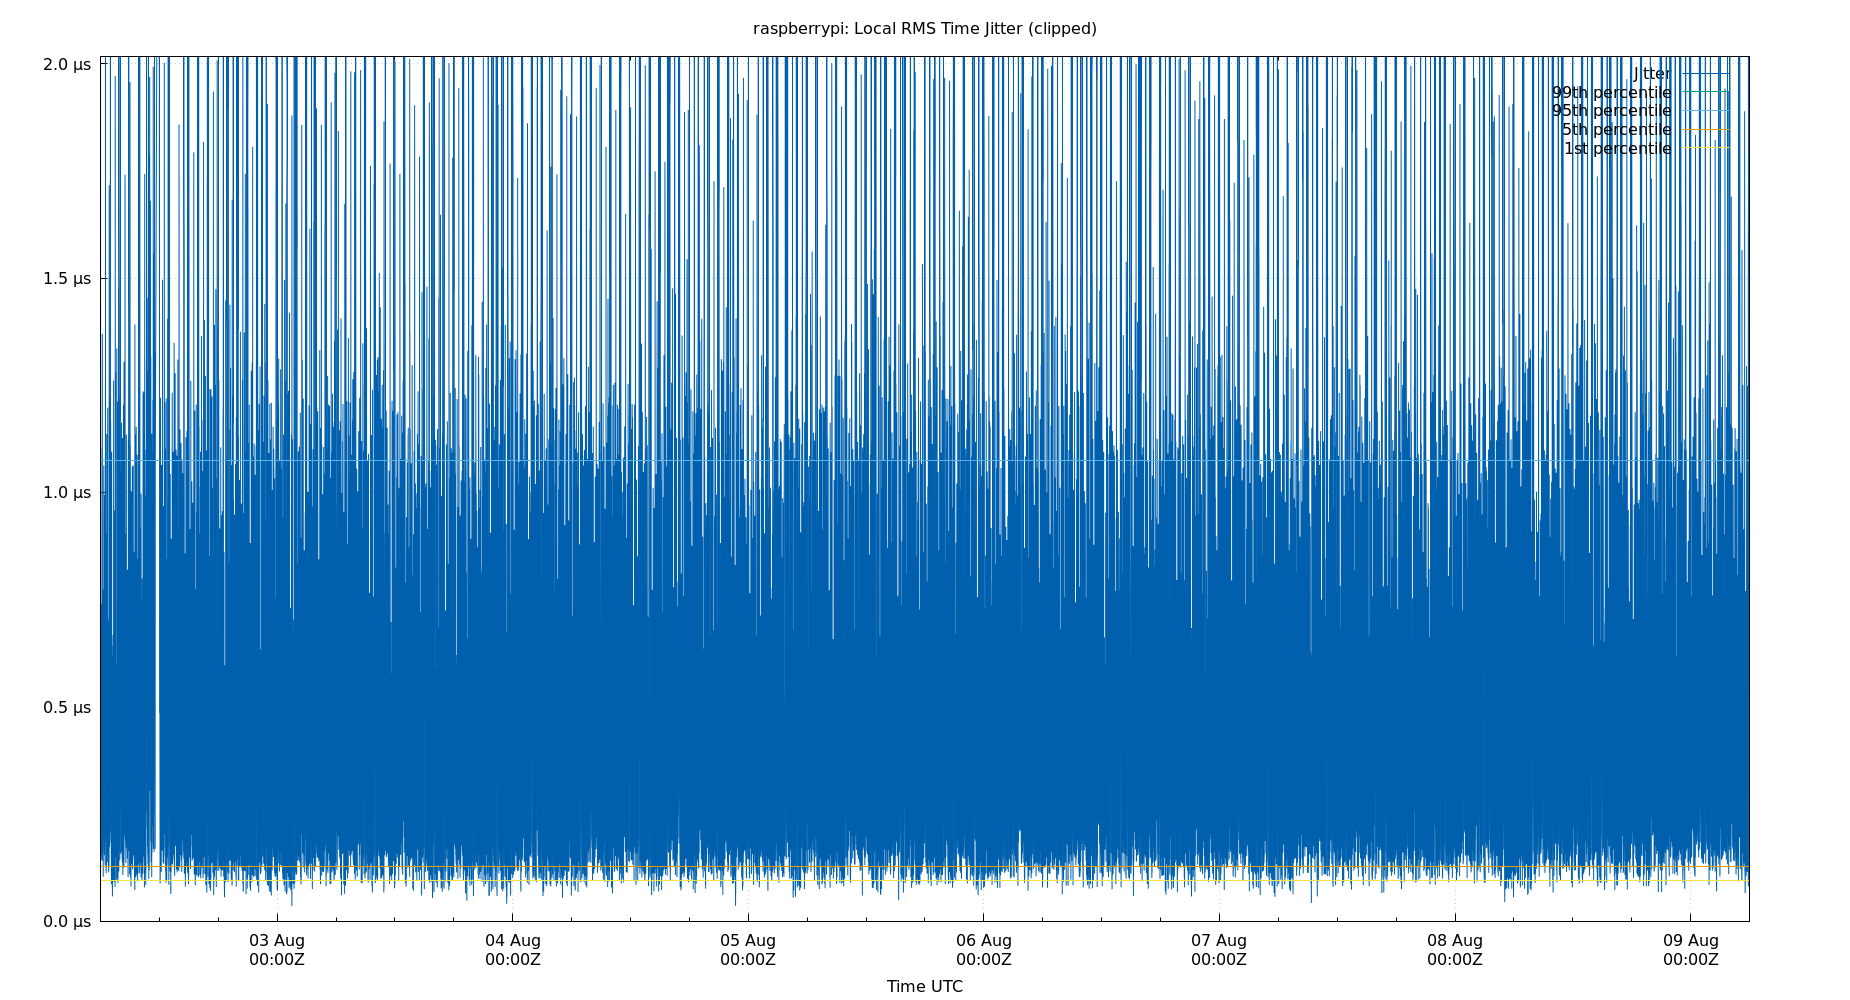 raspberrypi: Local RMS Time Jitter (clipped)
2.0 μs
1.5 μs
1.0 μs
0.5 μs
0.0 μs
Jitter
99th percentile
95th percentile
5th percentile
1st percentile
03 Aug
00:00Z
04 Aug
00:00Z
05 Aug
00:00Z
06 Aug
00:00Z
07 Aug
00:00Z
08 Aug
00:00Z
09 Aug
00:00Z
Time UTC